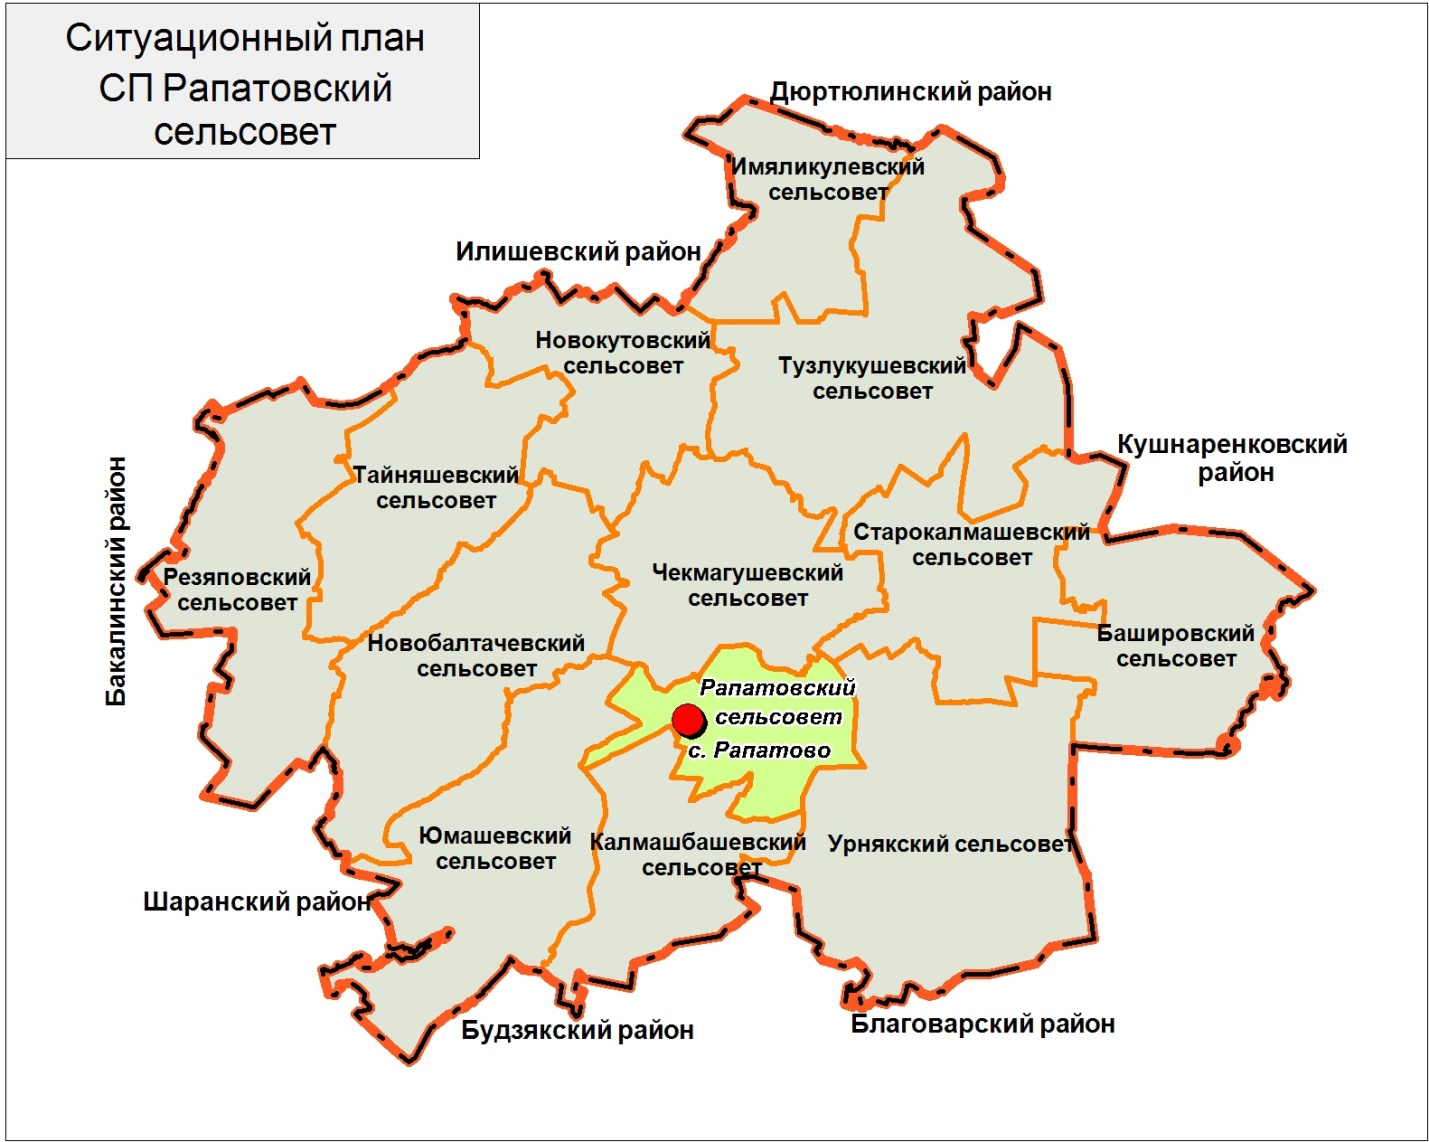 Ситуационный план
СП Рапатовский
сельсовет
Дюртюлинский район
Имяликулевский
сельсовет
Илишевский район
Новокутовский
сельсовет
Тузлукушевский
сельсовет
Кушнаренковский
район
Бакалинский район
Тайняшевский
сельсовет
Старокалмашевский
сельсовет
Резяповский
сельсовет
Чекмагушевский
сельсовет
Новобалтачевский
сельсовет
Башировский
сельсовет
Рапатовский
сельсовет
с. Рапатово
Юмашевский
сельсовет
Калмашбашевский
сельсовет
Урнякский сельсовет
Шаранский район
Будзякский район
Благоварский район